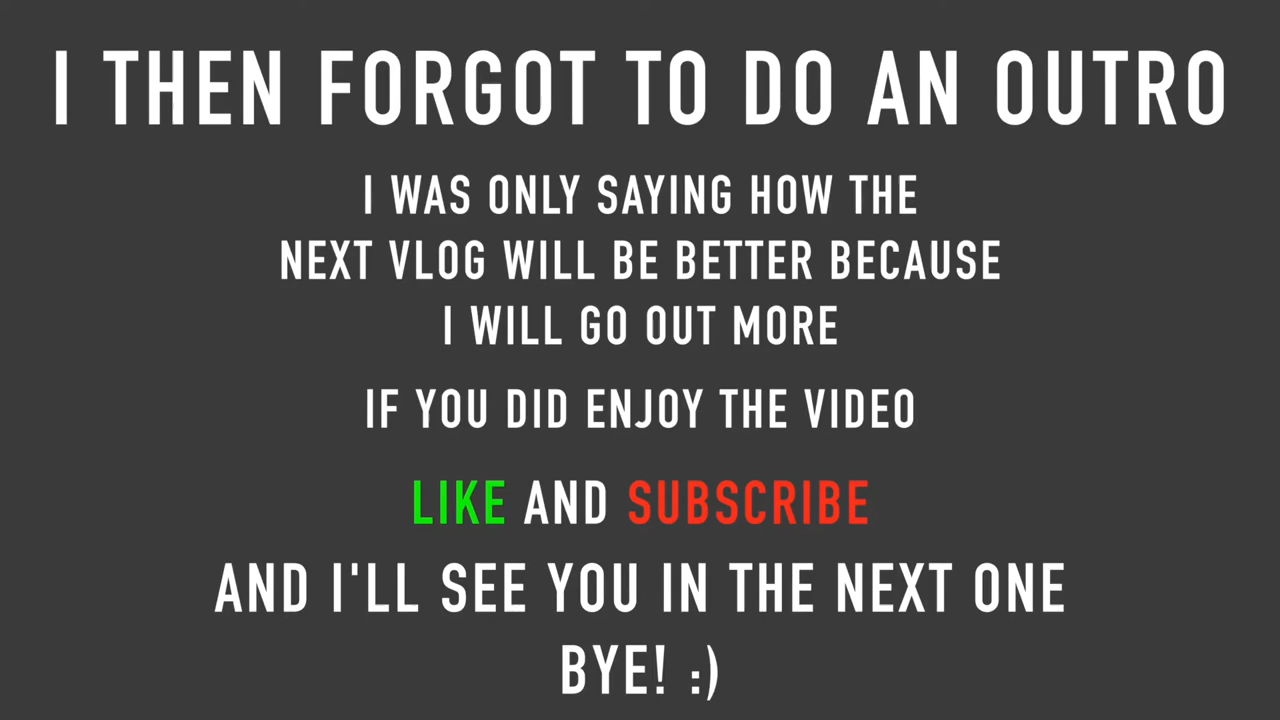 I THEN FORGOT TO DO AN OUTRO
I WAS ONLY SAYING HOW THE
NEXT VLOG WILL BE BETTER BECAUSE
I WILL GO OUT MORE
IF YOU DID ENJOY THE VIDEO
LIKE AND SUBSCRIBE
AND I'LL SEE YOU IN THE NEXT ONE
BYE! :)